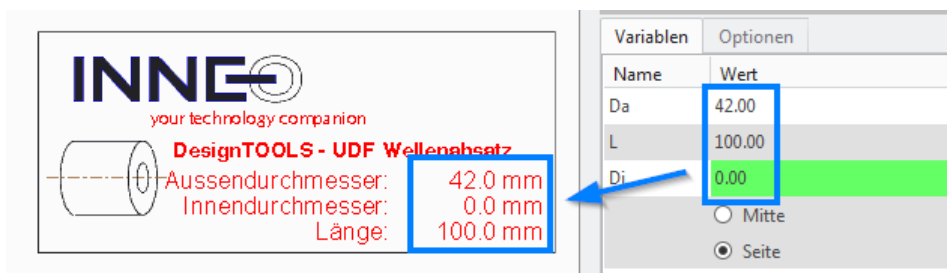 INNEO
your technology companion
DesignTOOLS - UDF Wellenabsatz
Aussendurchmesser: 42.0 mm
Innendurchmesser: 0.0 mm
Länge: 100.0 mm
Variablen Optionen
Name Wert
Da 42.00
L 100.00
Di 0.00
Mitte
Seite